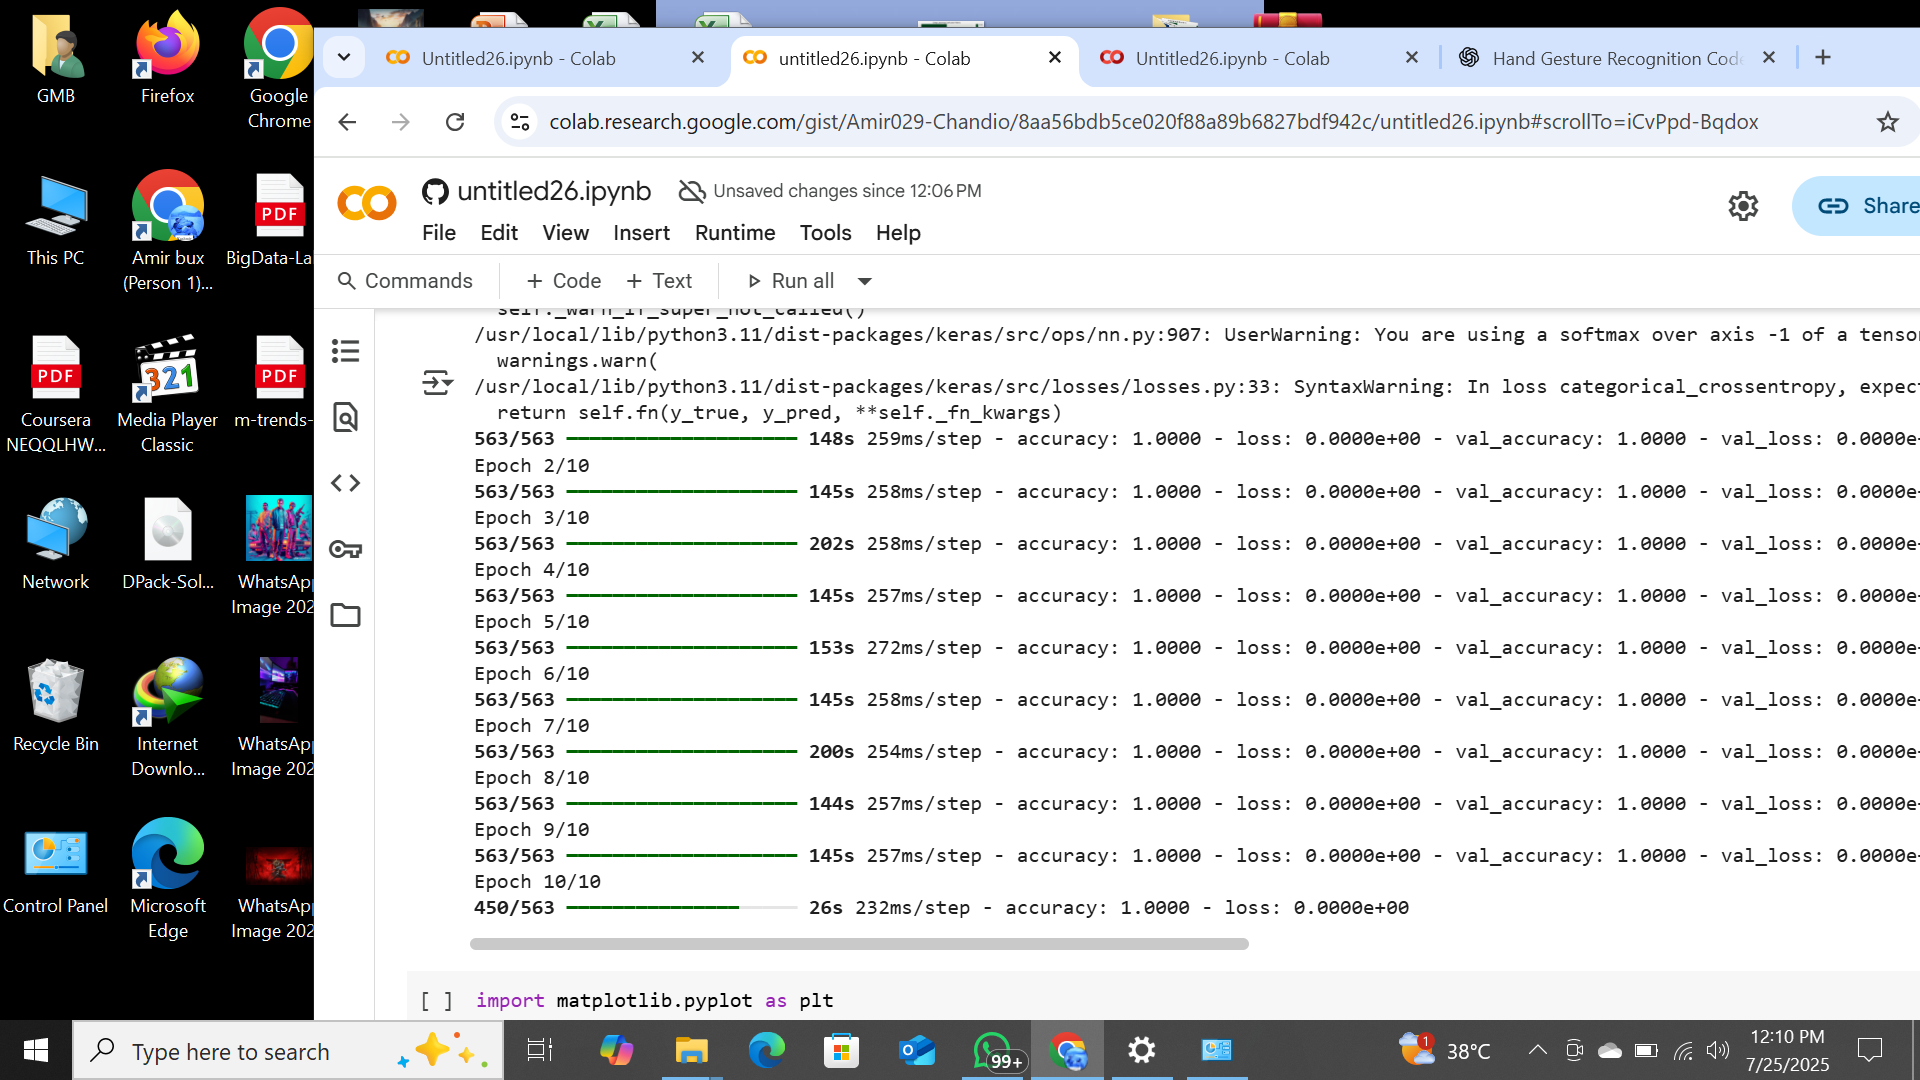 GMB
Firefox
Google
Chrome
This PC
Amir bux
(Person 1)...
PDF
BigData-La
PDF
Coursera
NEQQLHW...
321
Media Player
Classic
PDF
m-trends-
Network
DPack-Sol...
WhatsAp
Image 202
Recycle Bin
Internet
Downlo...
WhatsAp
Image 202
Control Panel
Microsoft
Edge
WhatsAp
Image 202
Untitled26.ipynb - Colab
untitled26.ipynb - Colab
Untitled26.ipynb - Colab
Hand Gesture Recognition Code
colab.research.google.com/gist/Amir029-Chandio/8aa56bdb5ce020f88a89b6827bdf942c/untitled26.ipynb#scrollTo=iCvPpd-Bqdox
untitled26.ipynb
Unsaved changes since 12:06 PM
File Edit View Insert Runtime Tools Help
Share
Commands + Code + Text Run all
self._warn_if_super_not_called()
/usr/local/lib/python3.11/dist-packages/keras/src/ops/nn.py:907: UserWarning: You are using a softmax over axis -1 of a tenso
warnings.warn(
/usr/local/lib/python3.11/dist-packages/keras/src/losses/losses.py:33: SyntaxWarning: In loss categorical_crossentropy, expec
return self.fn(y_true, y_pred, **self._fn_kwargs)
563/563 148s 259ms/step - accuracy: 1.0000 - loss: 0.0000e+00 - val_accuracy: 1.0000 - val_loss: 0.0000e+
Epoch 2/10
563/563 145s 258ms/step - accuracy: 1.0000 - loss: 0.0000e+00 - val_accuracy: 1.0000 - val_loss: 0.0000e+
Epoch 3/10
563/563 202s 258ms/step - accuracy: 1.0000 - loss: 0.0000e+00 - val_accuracy: 1.0000 - val_loss: 0.0000e+
Epoch 4/10
563/563 145s 257ms/step - accuracy: 1.0000 - loss: 0.0000e+00 - val_accuracy: 1.0000 - val_loss: 0.0000e+
Epoch 5/10
563/563 153s 272ms/step - accuracy: 1.0000 - loss: 0.0000e+00 - val_accuracy: 1.0000 - val_loss: 0.0000e+
Epoch 6/10
563/563 145s 258ms/step - accuracy: 1.0000 - loss: 0.0000e+00 - val_accuracy: 1.0000 - val_loss: 0.0000e+
Epoch 7/10
563/563 200s 254ms/step - accuracy: 1.0000 - loss: 0.0000e+00 - val_accuracy: 1.0000 - val_loss: 0.0000e+
Epoch 8/10
563/563 144s 257ms/step - accuracy: 1.0000 - loss: 0.0000e+00 - val_accuracy: 1.0000 - val_loss: 0.0000e+
Epoch 9/10
563/563 145s 257ms/step - accuracy: 1.0000 - loss: 0.0000e+00 - val_accuracy: 1.0000 - val_loss: 0.0000e+
Epoch 10/10
450/563 26s 232ms/step - accuracy: 1.0000 - loss: 0.0000e+00
[ ] import matplotlib.pyplot as plt
Type here to search
99+
1
38°C
12:10 PM
7/25/2025